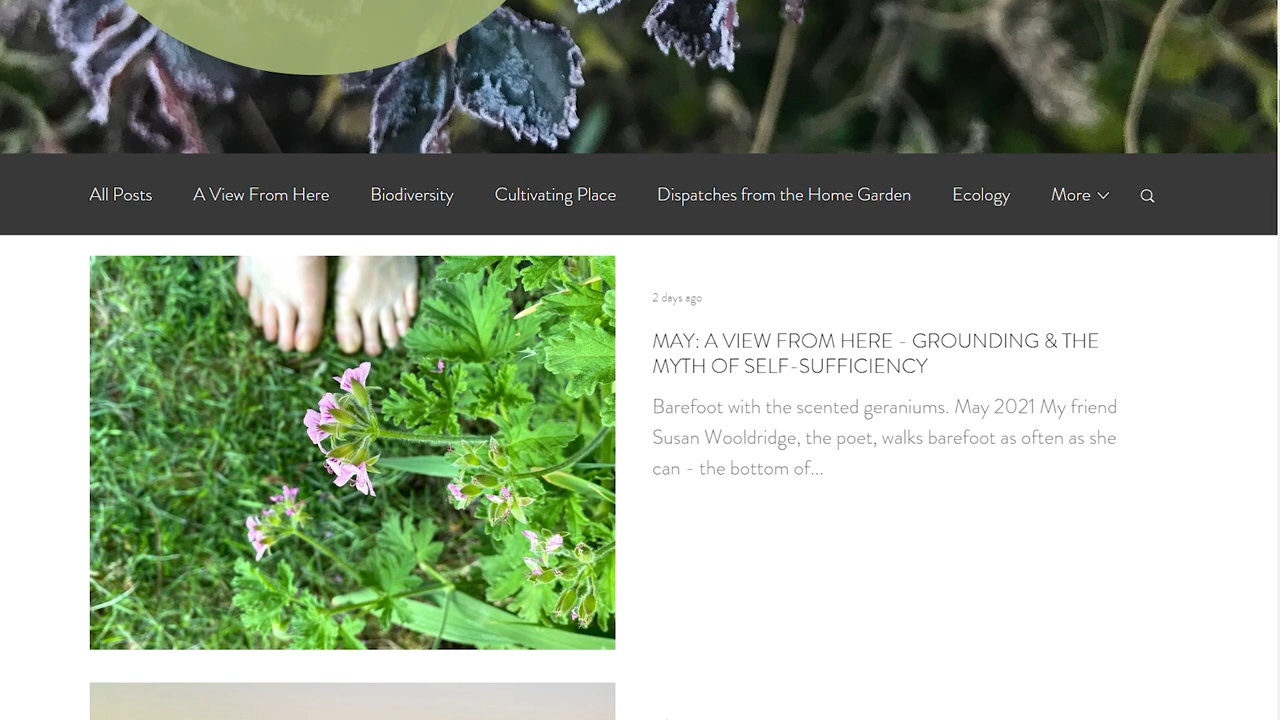 All Posts A View From Here Biodiversity Cultivating Place Dispatches from the Home Garden Ecology More
2 days ago
MAY: A VIEW FROM HERE - GROUNDING & THE
MYTH OF SELF-SUFFICIENCY
Barefoot with the scented geraniums. May 2021 My friend
Susan Wooldridge, the poet, walks barefoot as often as she
can - the bottom of...